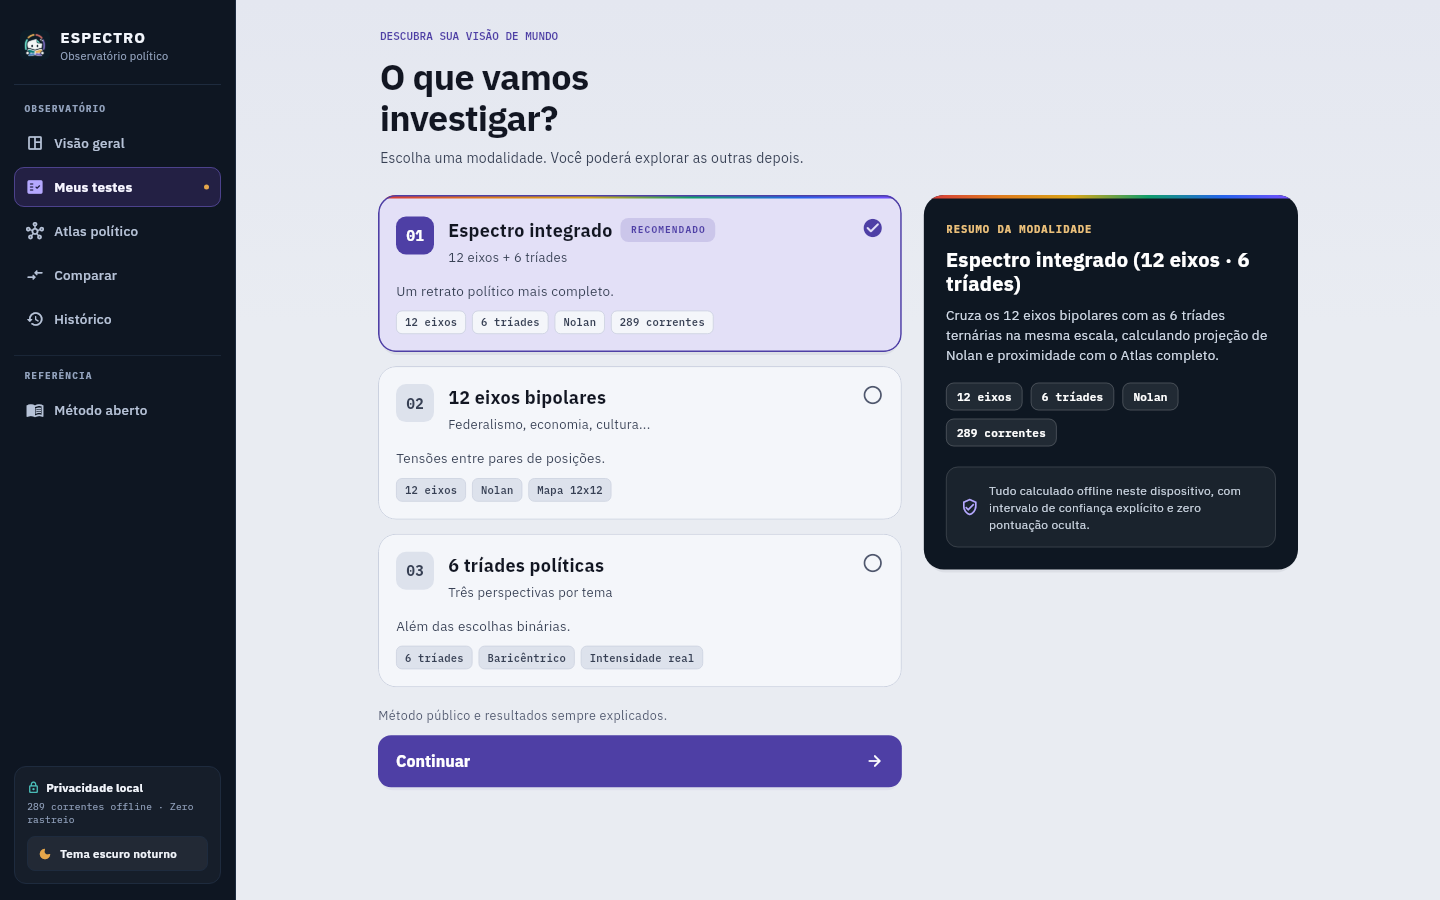 ESPECTRO
Observatório político
OBSERVATÓRIO
Visão geral
Meus testes
Atlas político
Comparar
Histórico
REFERÊNCIA
Método aberto
Privacidade local
289 correntes offline · Zero
rastreio
Tema escuro noturno
DESCUBRA SUA VISÃO DE MUNDO
O que vamos
investigar?
Escolha uma modalidade. Você poderá explorar as outras depois.
01
Espectro integrado
RECOMENDADO
12 eixos + 6 tríades
Um retrato político mais completo.
12 eixos
6 tríades
Nolan
289 correntes
02
12 eixos bipolares
Federalismo, economia, cultura...
Tensões entre pares de posições.
12 eixos
Nolan
Mapa 12x12
03
6 tríades políticas
Três perspectivas por tema
Além das escolhas binárias.
6 tríades
Baricêntrico
Intensidade real
Método público e resultados sempre explicados.
Continuar
RESUMO DA MODALIDADE
Espectro integrado (12 eixos · 6
tríades)
Cruza os 12 eixos bipolares com as 6 tríades
ternárias na mesma escala, calculando projeção de
Nolan e proximidade com o Atlas completo.
12 eixos
6 tríades
Nolan
289 correntes
Tudo calculado offline neste dispositivo, com
intervalo de confiança explícito e zero
pontuação oculta.